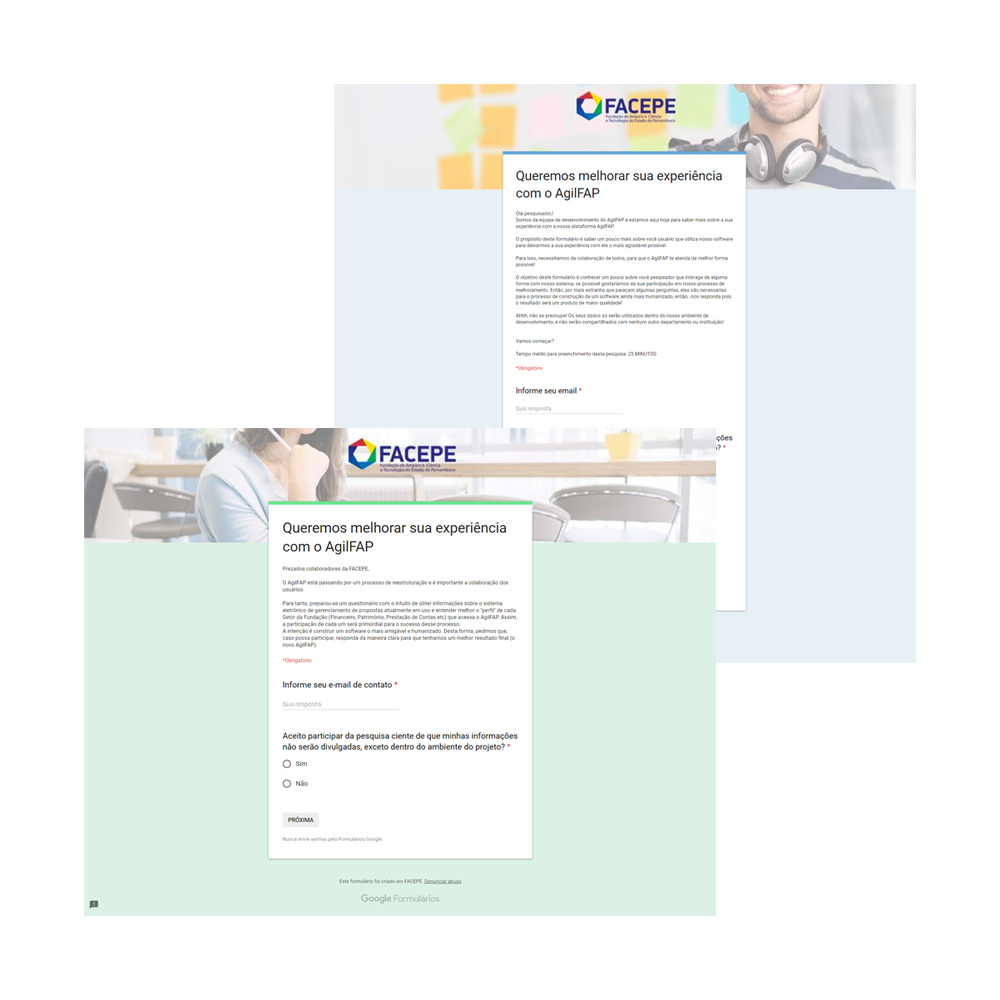 FACEPE
Fundação de Amparo à Ciência
e Tecnologia do Estado de Pernambuco
Queremos melhorar sua experiência
com o AgilFAP
Olá pesquisador,!
Somos da equipe de desenvolvimento do AgilFAP e estamos aqui hoje para saber mais sobre a sua
experiência com a nossa plataforma AgilFAP.
O propósito deste formulário é saber um pouco mais sobre você usuário que utiliza nosso software
para deixarmos a sua experiência com ele o mais agradável possível.
Para isso, necessitamos da colaboração de todos, para que o AgilFAP te atenda da melhor forma
possível!
O objetivo deste formulário é conhecer um pouco sobre você pesquisador que interage de alguma
forma com nosso sistema, se possível gostaríamos da sua participação em nosso processo de
melhoramento. Então, por mais estranho que pareçam algumas perguntas, elas são necessárias
para o processo de construção de um software ainda mais humanizado, então, nos responda pois
o resultado será um produto de maior qualidade!
Ahhh, não se preocupe! Os seus dados só serão utilizados dentro do nosso ambiente de
desenvolvimento, e não serão compartilhados com nenhum outro departamento ou instituição!
Vamos começar?
Tempo médio para preenchimento desta pesquisa: 25 MINUTOS
*Obrigatório
Informe seu email *
Sua resposta
ções
? *
FACEPE
Fundação de Amparo à Ciência
e Tecnologia do Estado de Pernambuco
Queremos melhorar sua experiência
com o AgilFAP
Prezados colaboradores da FACEPE,
O AgilFAP está passando por um processo de reestruturação e é importante a colaboração dos
usuários.
Para tanto, preparou-se um questionário com o intuito de obter informações sobre o sistema
eletrônico de gerenciamento de propostas atualmente em uso e entender melhor o "perfil" de cada
Setor da Fundação (Financeiro, Patrimônio, Prestação de Contas etc) que acessa o AgilFAP. Assim,
a participação de cada um será primordial para o sucesso desse processo.
A intenção é construir um software o mais amigável e humanizado. Desta forma, pedimos que,
caso possa participar, responda da maneira clara para que tenhamos um melhor resultado final (o
novo AgilFAP).
*Obrigatório
Informe seu e-mail de contato *
Sua resposta
Aceito participar da pesquisa ciente de que minhas informações
não serão divulgadas, exceto dentro do ambiente do projeto? *
Sim
Não
PRÓXIMA
Nunca envie senhas pelo Formulários Google.
Este formulário foi criado em FACEPE. Denunciar abuso
Google Formulários